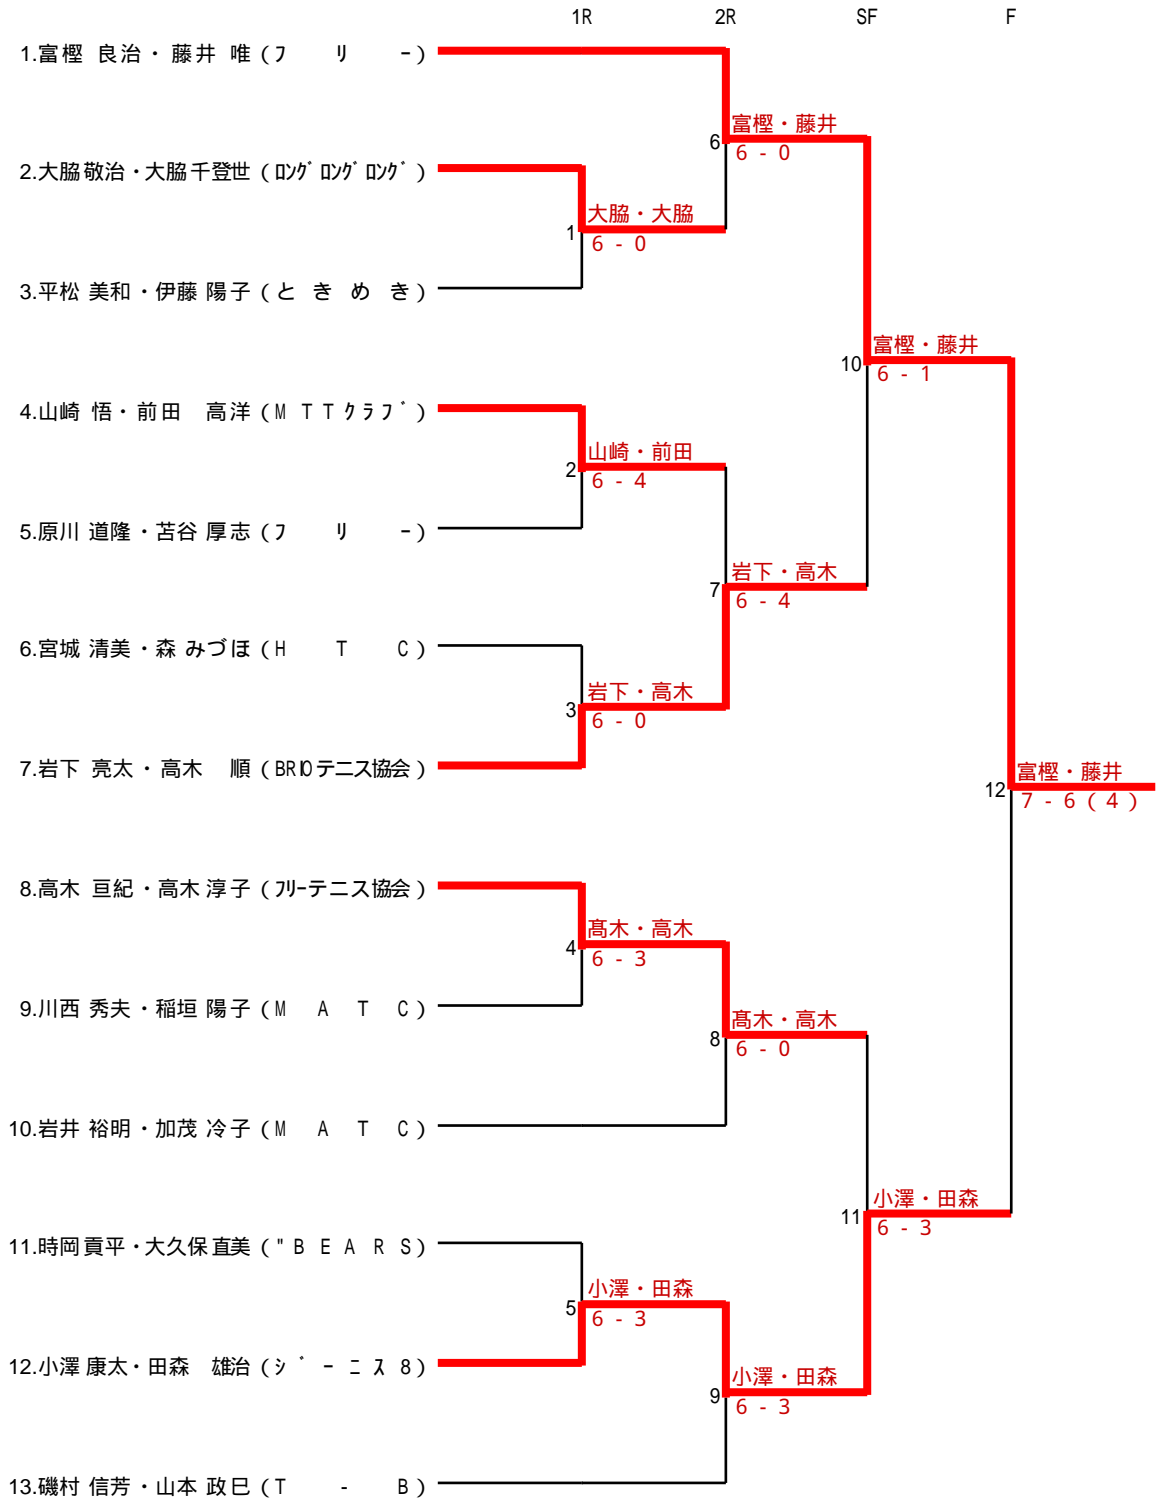 1R 2R SF F
1.富樫 良治・藤井 唯(フ リ ー)
富樫・藤井
6
6 - 0
2.大脇敬治・大脇千登世(ロングロングロング)
大脇・大脇
1
6 - 0
3.平松 美和・伊藤 陽子(と き め き)
富樫・藤井
10
6 - 1
4.山崎 悟・前田 高洋(M T T クラブ)
山崎・前田
2
6 - 4
5.原川 道隆・苫谷 厚志(フ リ ー)
岩下・高木
7
6 - 4
6.宮城 清美・森 みづほ(H T C)
岩下・高木
3
6 - 0
7.岩下 亮太・高木 順(BRIOテニス協会)
富樫・藤井
12
7 - 6(4)
8.高木 亘紀・高木 淳子(フリーテニス協会)
髙木・高木
4
6 - 3
9.川西 秀夫・稲垣 陽子(M A T C)
髙木・高木
8
6 - 0
10.岩井 裕明・加茂 冷子(M A T C)
小澤・田森
11
6 - 3
11.時岡貢平・大久保直美("B E A R S)
小澤・田森
5
6 - 3
12.小澤 康太・田森 雄治(ジーニス8)
小澤・田森
9
6 - 3
13.磯村 信芳・山本 政巳(T - B)